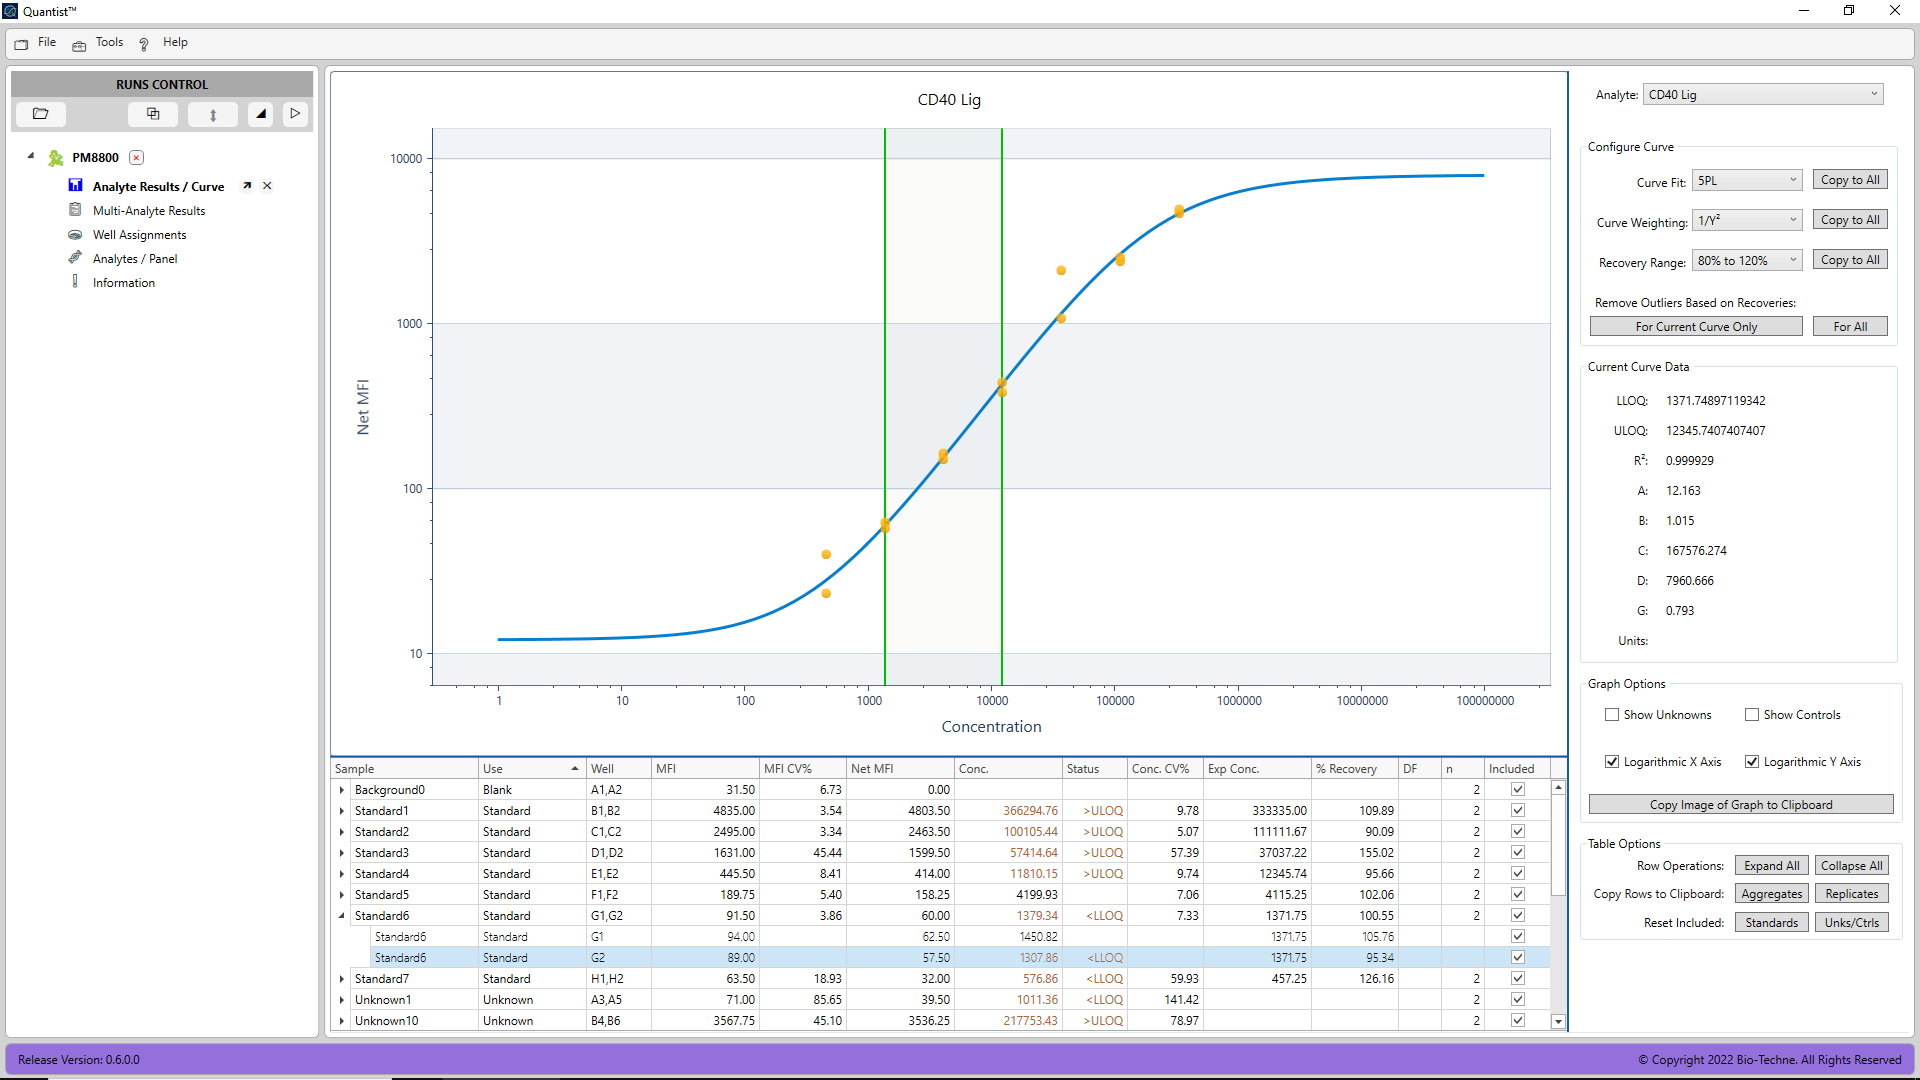 Quantist™
File Tools Help
RUNS CONTROL
PM8800
Analyte Results / Curve
Multi-Analyte Results
Well Assignments
Analytes / Panel
Information
CD40 Lig
Net MFI
10000
1000
100
10
1 10 100 1000 10000 100000 1000000 10000000 100000000
Concentration
Sample Use Well MFI MFI CV% Net MFI Conc. Status Conc. CV% Exp Conc. % Recovery DF n Included
Background0 Blank A1,A2 31.50 6.73 0.00 2
Standard1 Standard B1,B2 4835.00 3.54 4803.50 366294.76 >ULOQ 9.78 333335.00 109.89 2
Standard2 Standard C1,C2 2495.00 3.34 2463.50 100105.44 >ULOQ 5.07 111111.67 90.09 2
Standard3 Standard D1,D2 1631.00 45.44 1599.50 57414.64 >ULOQ 57.39 37037.22 155.02 2
Standard4 Standard E1,E2 445.50 8.41 414.00 11810.15 >ULOQ 9.74 12345.74 95.66 2
Standard5 Standard F1,F2 189.75 5.40 158.25 4199.93 7.06 4115.25 102.06 2
Standard6 Standard G1,G2 91.50 3.86 60.00 1379.34 <LLOQ 7.33 1371.75 100.55 2
Standard6 Standard G1 94.00 62.50 1450.82 1371.75 105.76
Standard6 Standard G2 89.00 57.50 1307.86 <LLOQ 1371.75 95.34
Standard7 Standard H1,H2 63.50 18.93 32.00 576.86 <LLOQ 59.93 457.25 126.16 2
Unknown1 Unknown A3,A5 71.00 85.65 39.50 1011.36 <LLOQ 141.42 2
Unknown10 Unknown B4,B6 3567.75 45.10 3536.25 217753.43 >ULOQ 78.97 2
Analyte: CD40 Lig
Configure Curve
Curve Fit: 5PL Copy to All
Curve Weighting: 1/Y² Copy to All
Recovery Range: 80% to 120% Copy to All
Remove Outliers Based on Recoveries:
For Current Curve Only For All
Current Curve Data
LLOQ: 1371.74897119342
ULOQ: 12345.7407407407
R²: 0.999929
A: 12.163
B: 1.015
C: 167576.274
D: 7960.666
G: 0.793
Units:
Graph Options
Show Unknowns Show Controls
Logarithmic X Axis Logarithmic Y Axis
Copy Image of Graph to Clipboard
Table Options
Row Operations: Expand All Collapse All
Copy Rows to Clipboard: Aggregates Replicates
Reset Included: Standards Unks/Ctrls
Release Version: 0.6.0.0
© Copyright 2022 Bio-Techne. All Rights Reserved